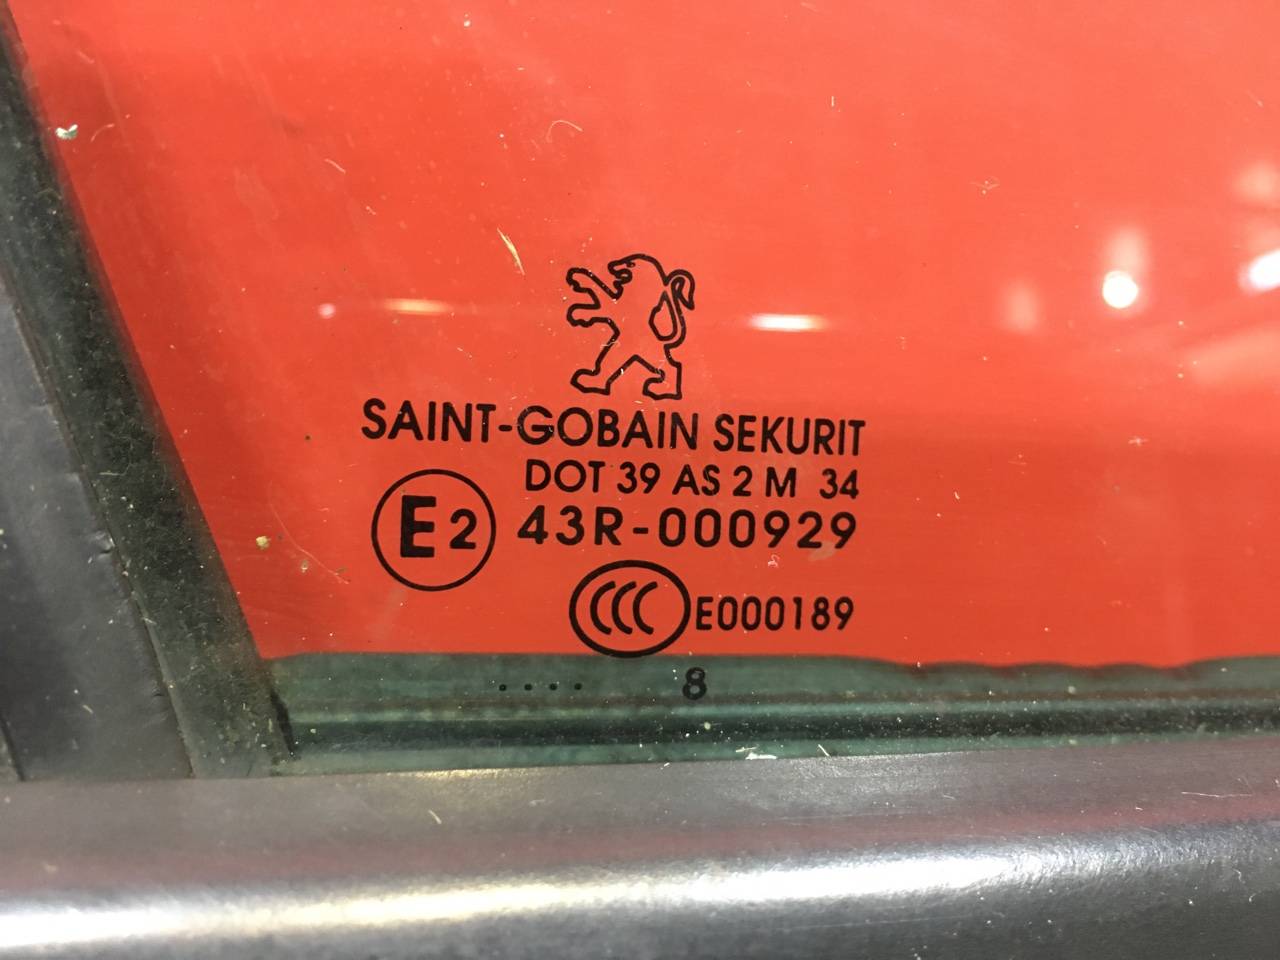 SAINT-GOBAIN SEKURIT
DOT 39 AS 2 M 34
E2 43R-000929
CCC E000189
.... 8